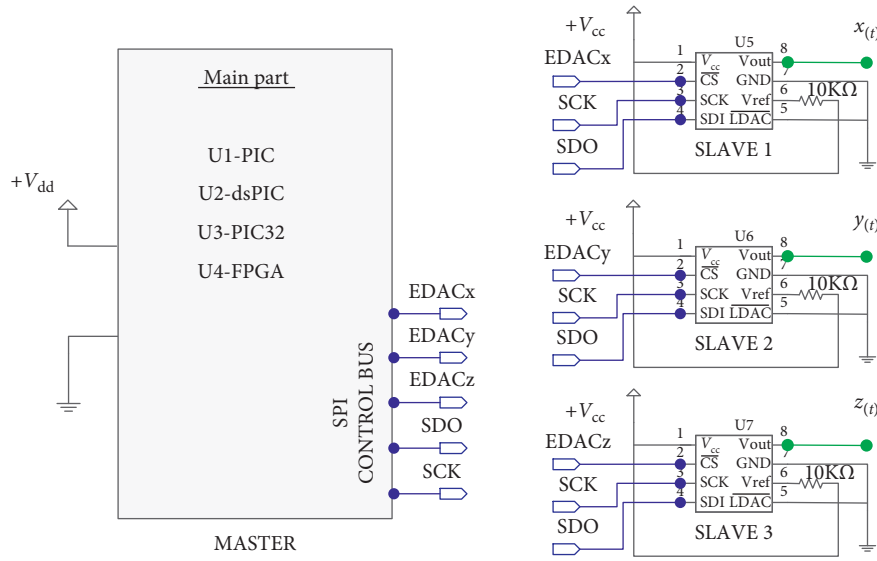 Main part
U1-PIC
U2-dsPIC
U3-PIC32
U4-FPGA
+Vdd
EDACx
EDACy
EDACz
SDO
SCK
SPI
CONTROL BUS
MASTER
+Vcc
EDACx
SCK
SDO
U5
1 Vcc Vout 8
2 CS GND 7
3 SCK Vref 6
4 SDI LDAC 5
10KΩ
x(t)
SLAVE 1
+Vcc
EDACy
SCK
SDO
U6
1 Vcc Vout 8
2 CS GND 7
3 SCK Vref 6
4 SDI LDAC 5
10KΩ
y(t)
SLAVE 2
+Vcc
EDACz
SCK
SDO
U7
1 Vcc Vout 8
2 CS GND 7
3 SCK Vref 6
4 SDI LDAC 5
10KΩ
z(t)
SLAVE 3